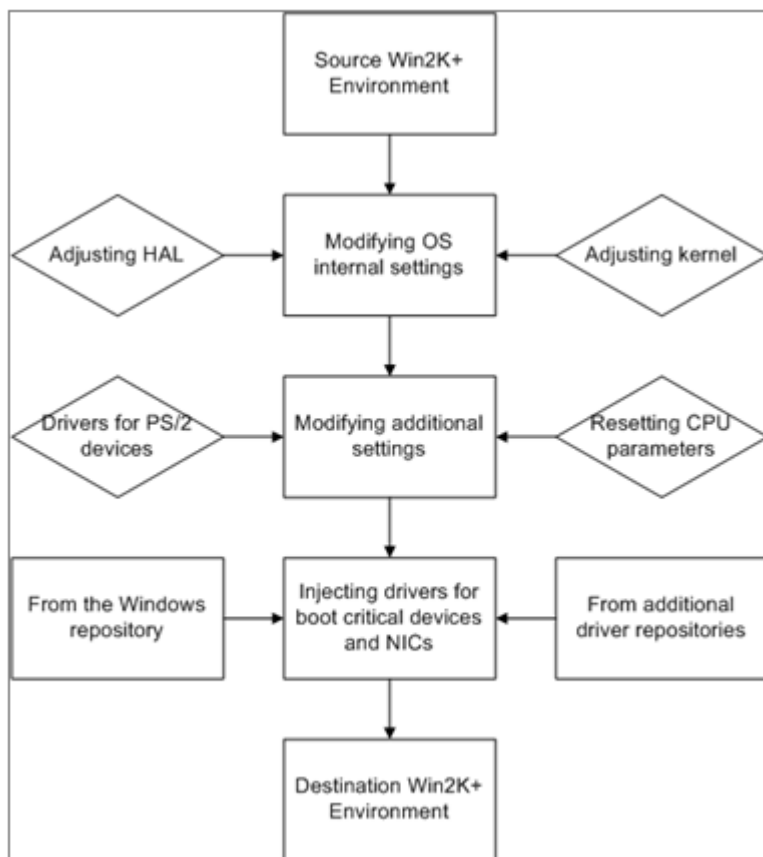 Source Win2K+
Environment
Adjusting HAL
Modifying OS
internal settings
Adjusting kernel
Drivers for PS/2
devices
Modifying additional
settings
Resetting CPU
parameters
From the Windows
repository
Injecting drivers for
boot critical devices
and NICs
From additional
driver repositories
Destination Win2K+
Environment